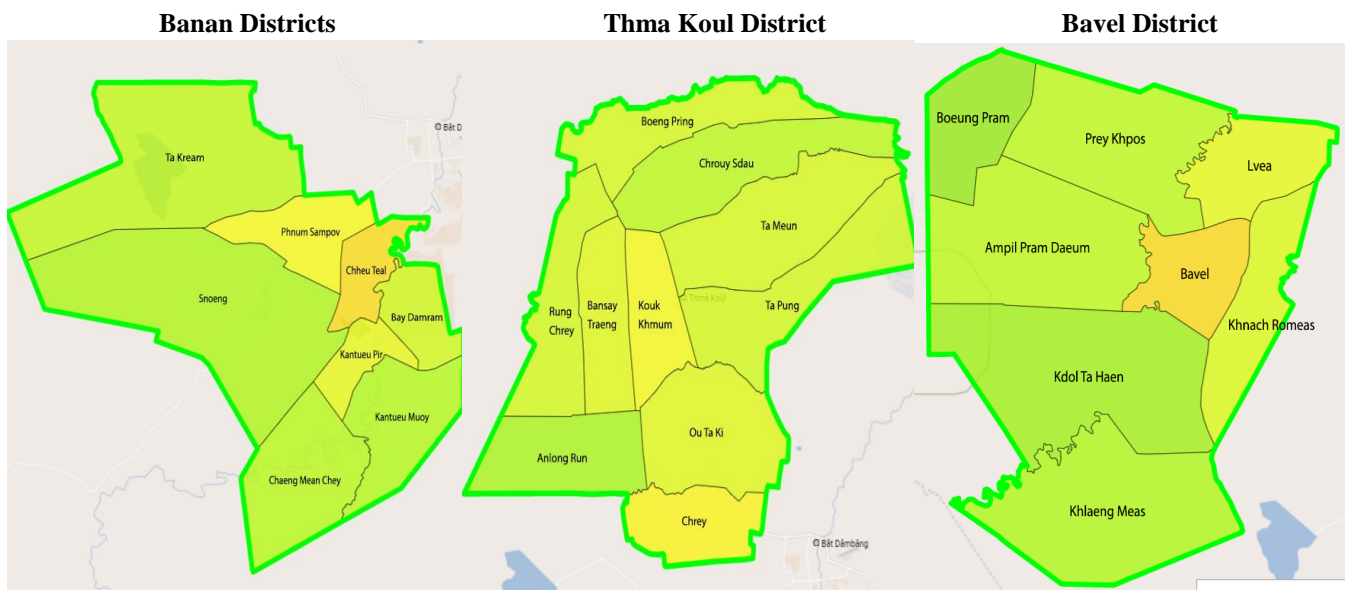 Banan Districts
Thma Koul District
Bavel District
Ta Kream
Phnum Sampov
Chheu Teal
Snoeng
Bay Damram
Kantueu Pir
Kantueu Muoy
Chaeng Mean Chey
Boeng Pring
Chrouy Sdau
Ta Meun
Rung
Chrey
Bansay
Traeng
Kouk
Khmum
Thmâ Koŭl
Ta Pung
Ou Ta Ki
Anlong Run
Chrey
Băt Dâmbâng
Boeung Pram
Prey Khpos
Lvea
Ampil Pram Daeum
Bavel
Khnach Romeas
Kdol Ta Haen
Khlaeng Meas